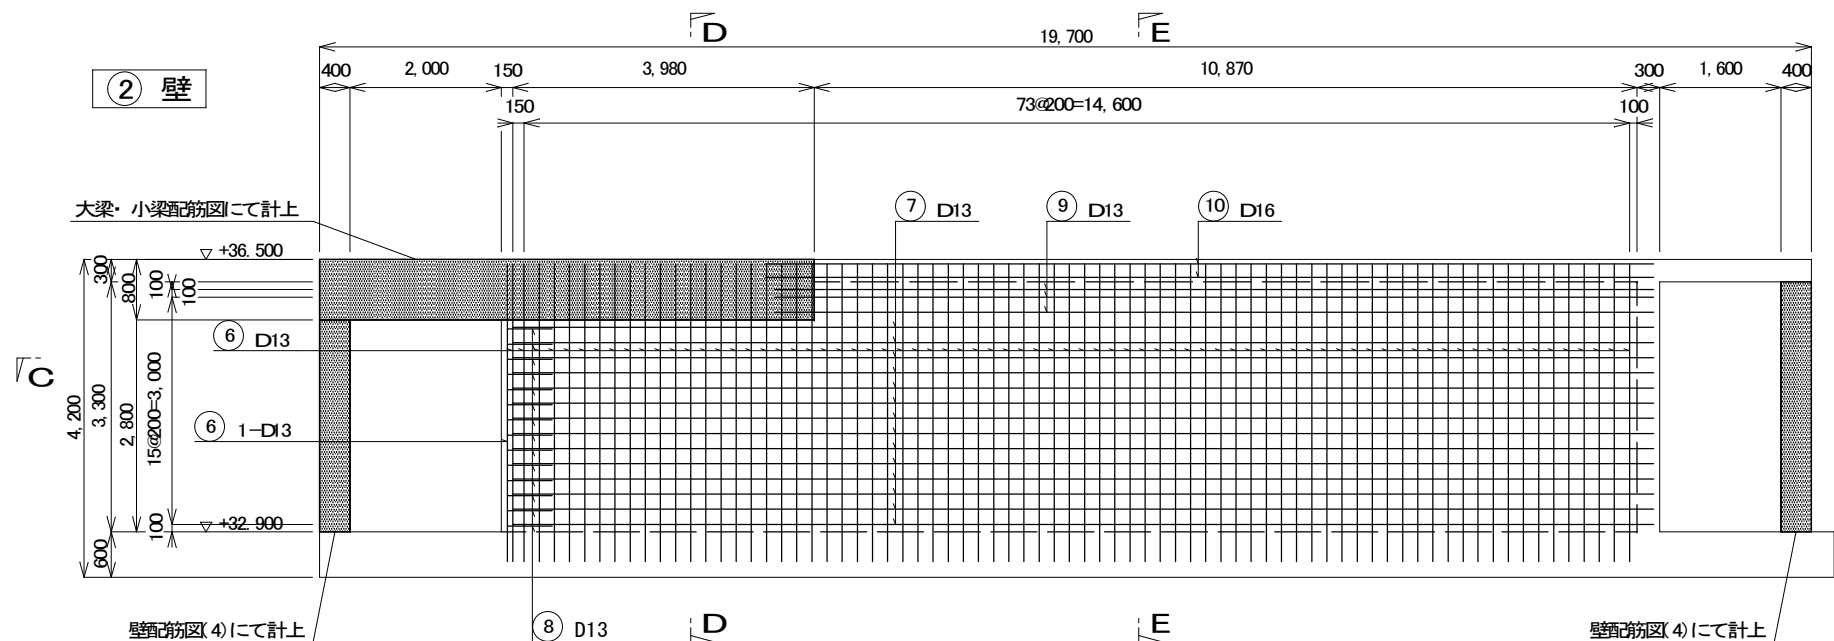 ② 壁
D
E
19,700
400
2,000
150
3,980
10,870
300
1,600
400
150
73@200=14,600
100
⑦ D13
⑨ D13
⑩ D16
大梁・小梁配筋図にて計上
+36.500
300
800
100
100
⑥ D13
C
4,200
3,300
2,800
15@200=3,000
⑥ 1-D13
100
+32.900
600
壁配筋図(4)にて計上
⑧ D13
D
E
壁配筋図(4)にて計上